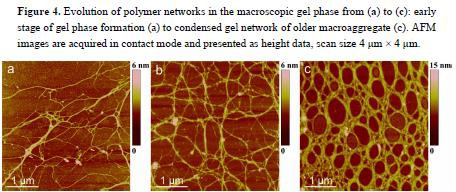 Figure 4. Evolution of polymer networks in the macroscopic gel phase from (a) to (c): early
stage of gel phase formation (a) to condensed gel network of older macroaggregate (c). AFM
images are acquired in contact mode and presented as height data, scan size 4 μm × 4 μm.
a 6 nm b 6 nm c 15 nm
0 0 0
1 μm 1 μm 1 μm